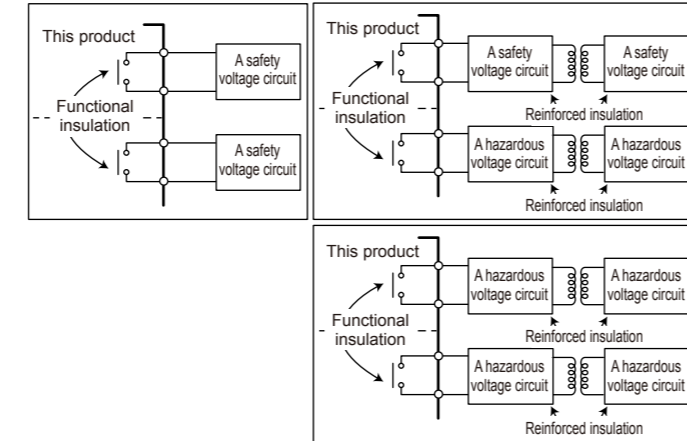 This product
A safety
voltage circuit
Functional
insulation
A safety
voltage circuit
This product
A safety
voltage circuit
A safety
voltage circuit
Functional
insulation
Reinforced insulation
A hazardous
voltage circuit
A hazardous
voltage circuit
Reinforced insulation
This product
A hazardous
voltage circuit
A hazardous
voltage circuit
Functional
insulation
Reinforced insulation
A hazardous
voltage circuit
A hazardous
voltage circuit
Reinforced insulation